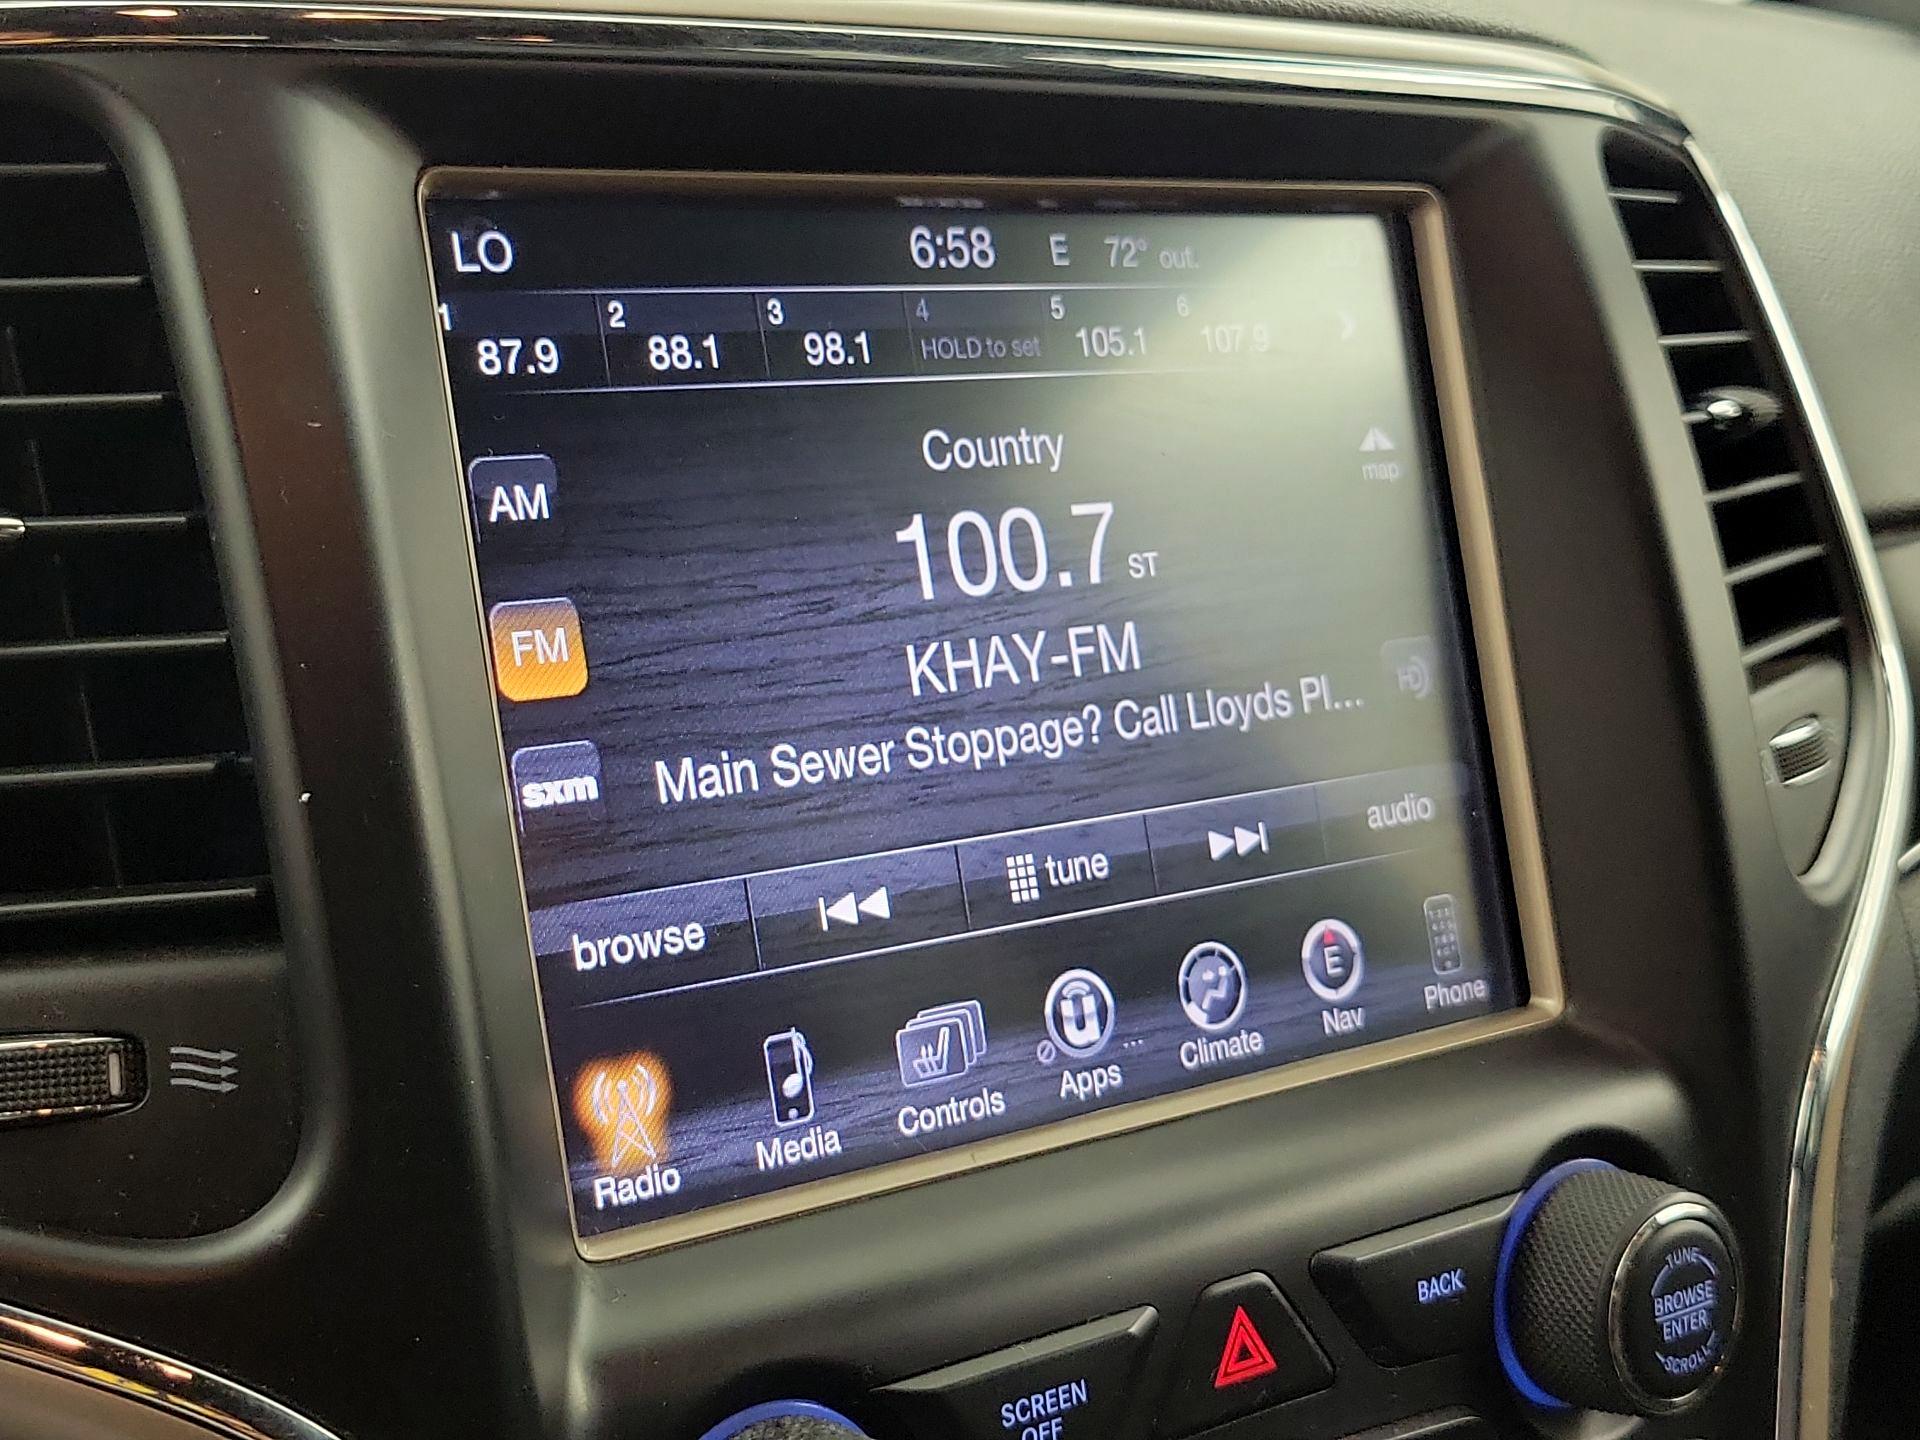 LO 6:58 E 72° out.
1 2 3 4 5 6
87.9 88.1 98.1 HOLD to set 105.1 107.9
Country
map
AM
100.7 ST
FM
KHAY-FM
HD
Main Sewer Stoppage? Call Lloyds Pl...
sxm
browse tune audio
Radio Media Controls Apps ... Climate E Nav Phone
BACK
TUNE
BROWSE
ENTER
SCROLL
SCREEN
OFF